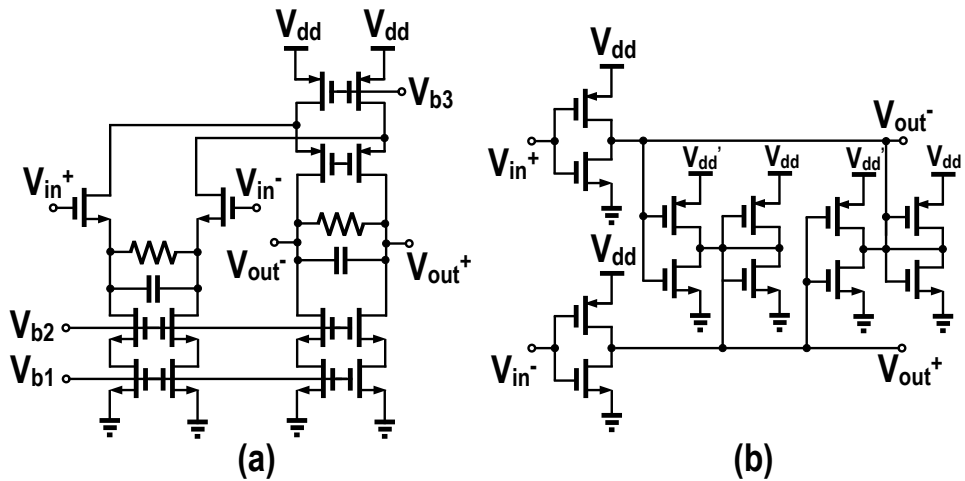 Vdd Vdd
Vb3
Vin+ Vin-
Vout- Vout+
Vb2
Vb1
(a)
Vdd
Vin+
Vout-
Vdd' Vdd Vdd' Vdd
Vdd
Vin-
Vout+
(b)